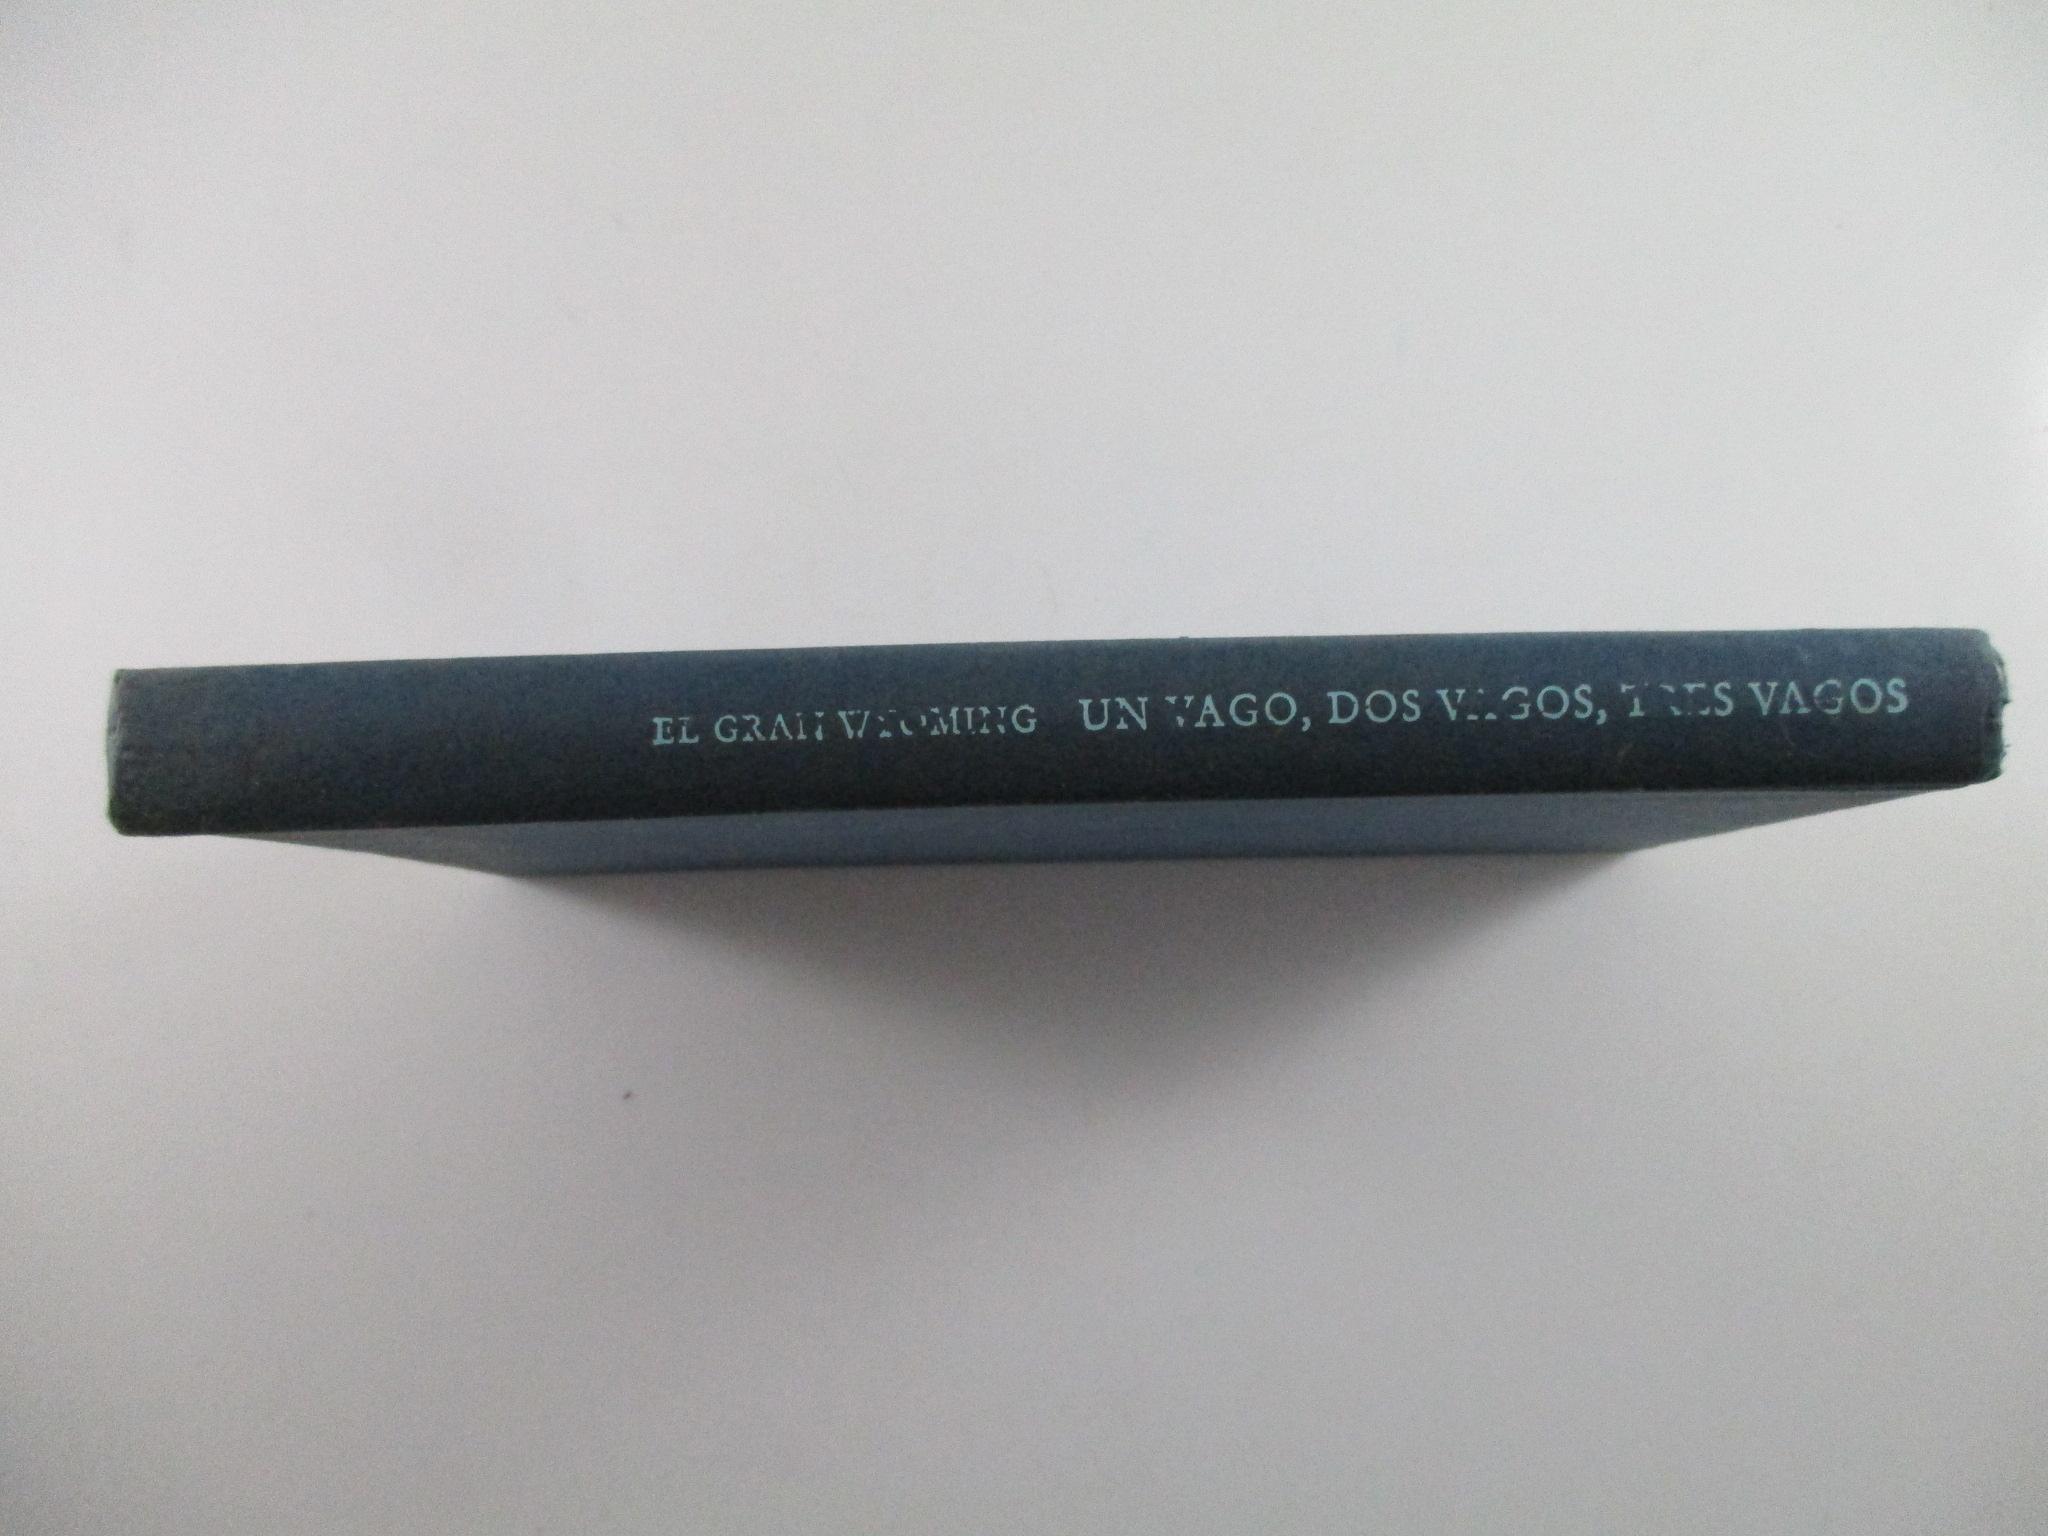 EL GRAN WYOMING UN VAGO, DOS VAGOS, TRES VAGOS